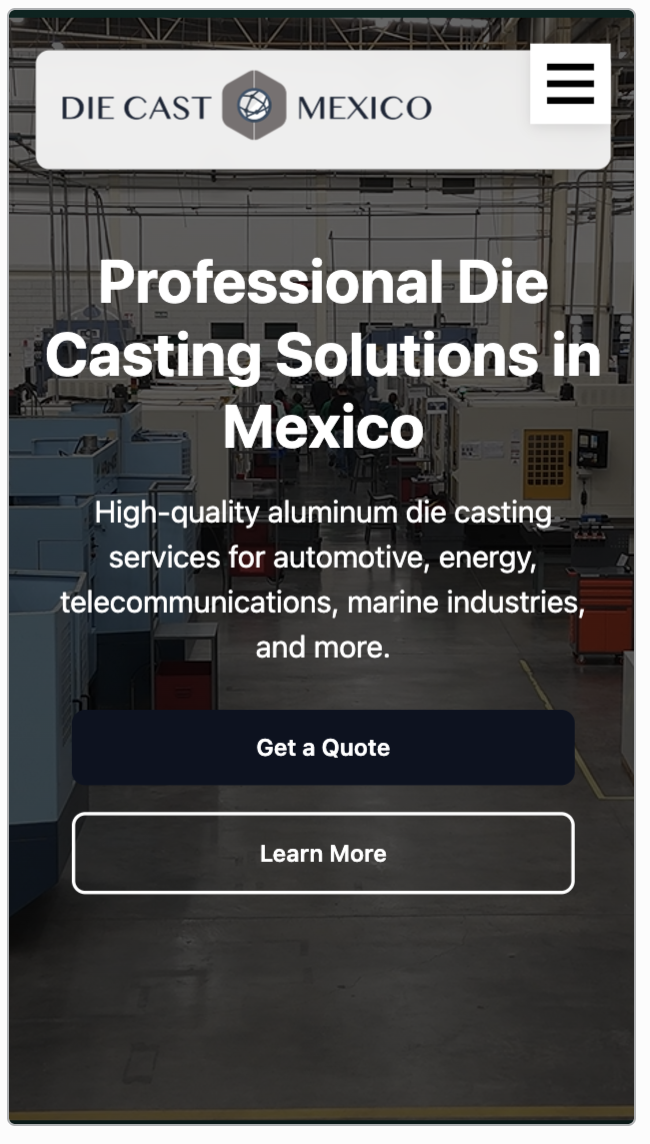 DIE CAST MEXICO
Professional Die
Casting Solutions in
Mexico
High-quality aluminum die casting
services for automotive, energy,
telecommunications, marine industries,
and more.
Get a Quote
Learn More